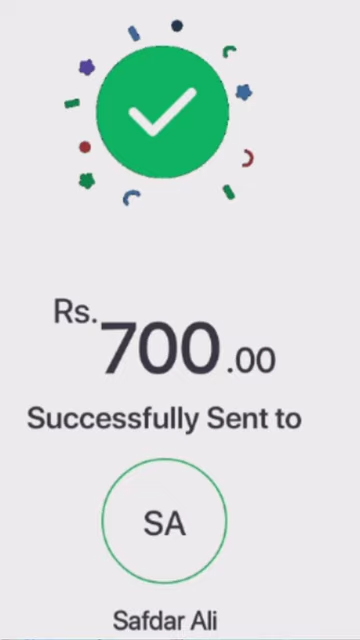 Rs.
700.00
Successfully Sent to
SA
Safdar Ali